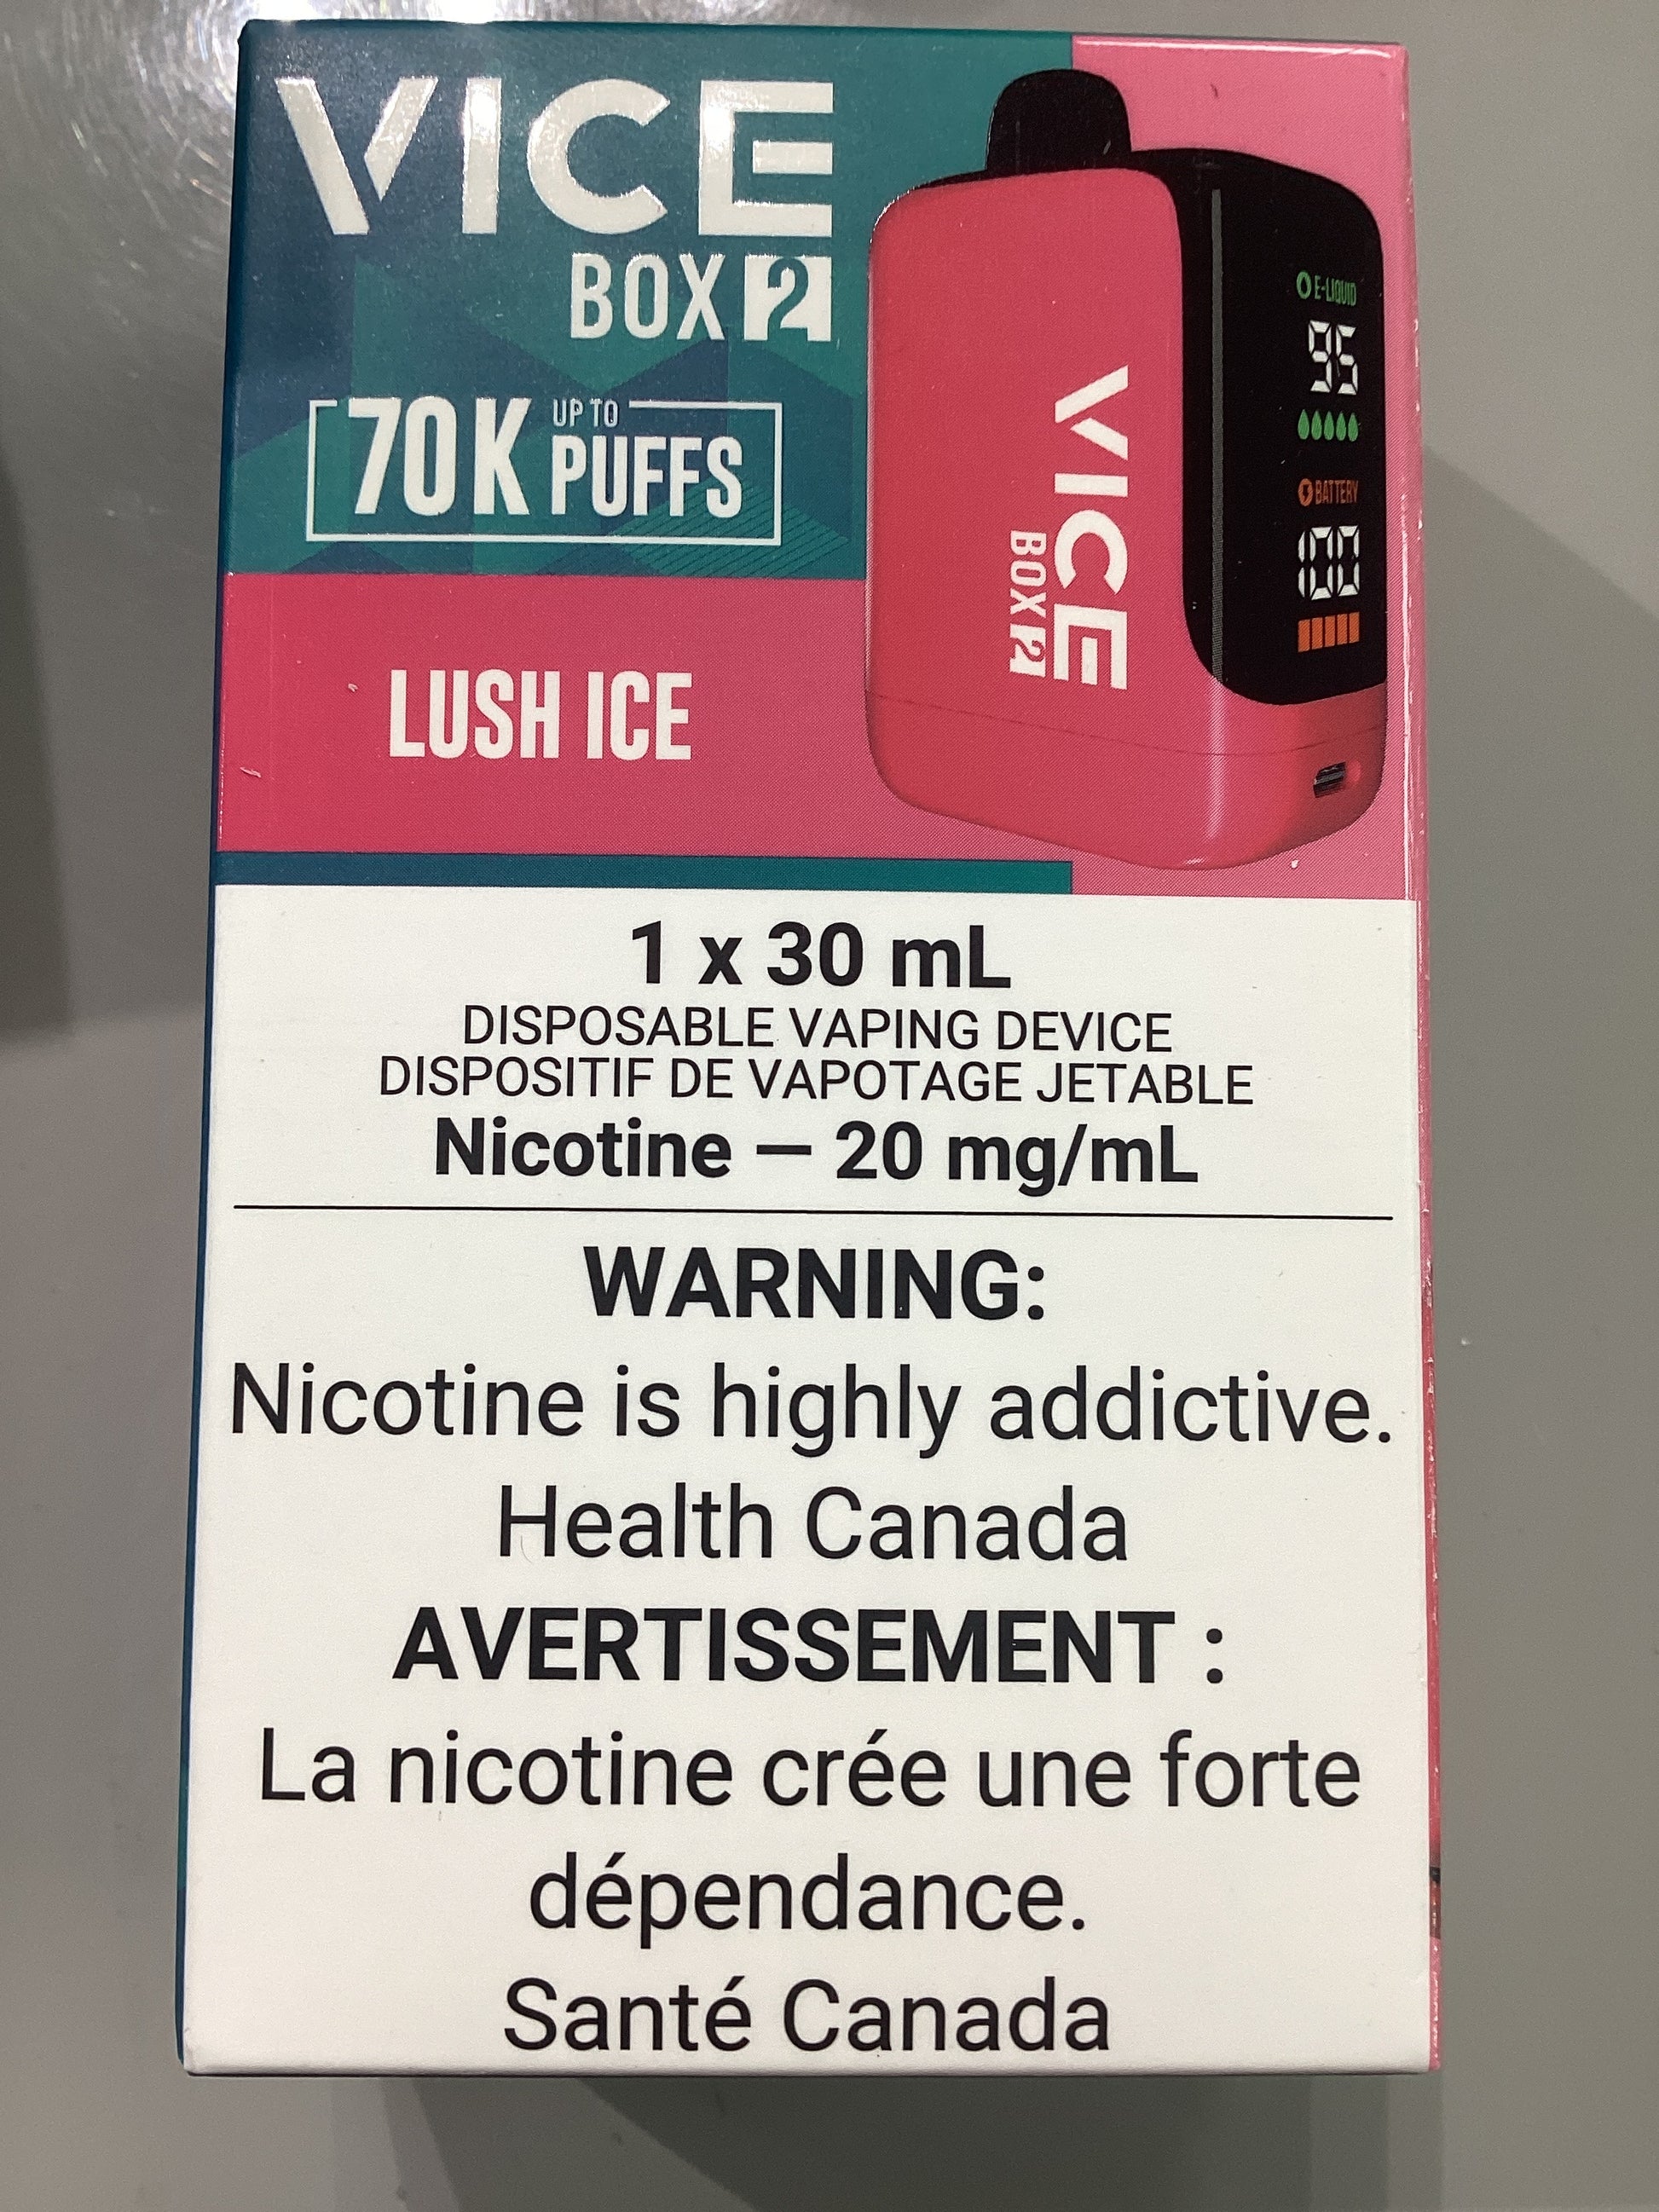 VICE
BOX 2
70K UP TO PUFFS
LUSH ICE
E-LIQUID
95
BATTERY
100
VICE
BOX 2
1 x 30 mL
DISPOSABLE VAPING DEVICE
DISPOSITIF DE VAPOTAGE JETABLE
Nicotine — 20 mg/mL
WARNING:
Nicotine is highly addictive.
Health Canada
AVERTISSEMENT :
La nicotine crée une forte
dépendance.
Santé Canada